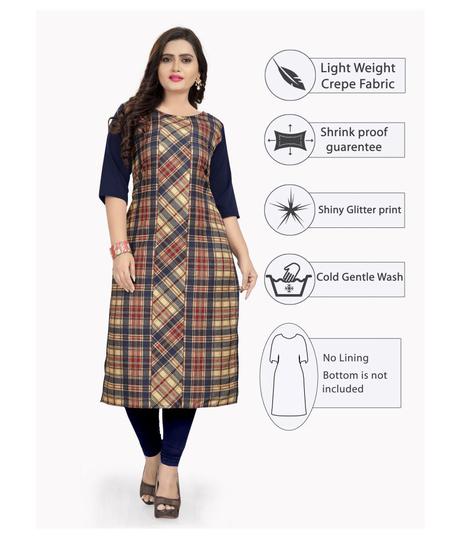 Light Weight
Crepe Fabric
Shrink proof
guarentee
Shiny Glitter print
Cold Gentle Wash
No Lining
Bottom is not
included